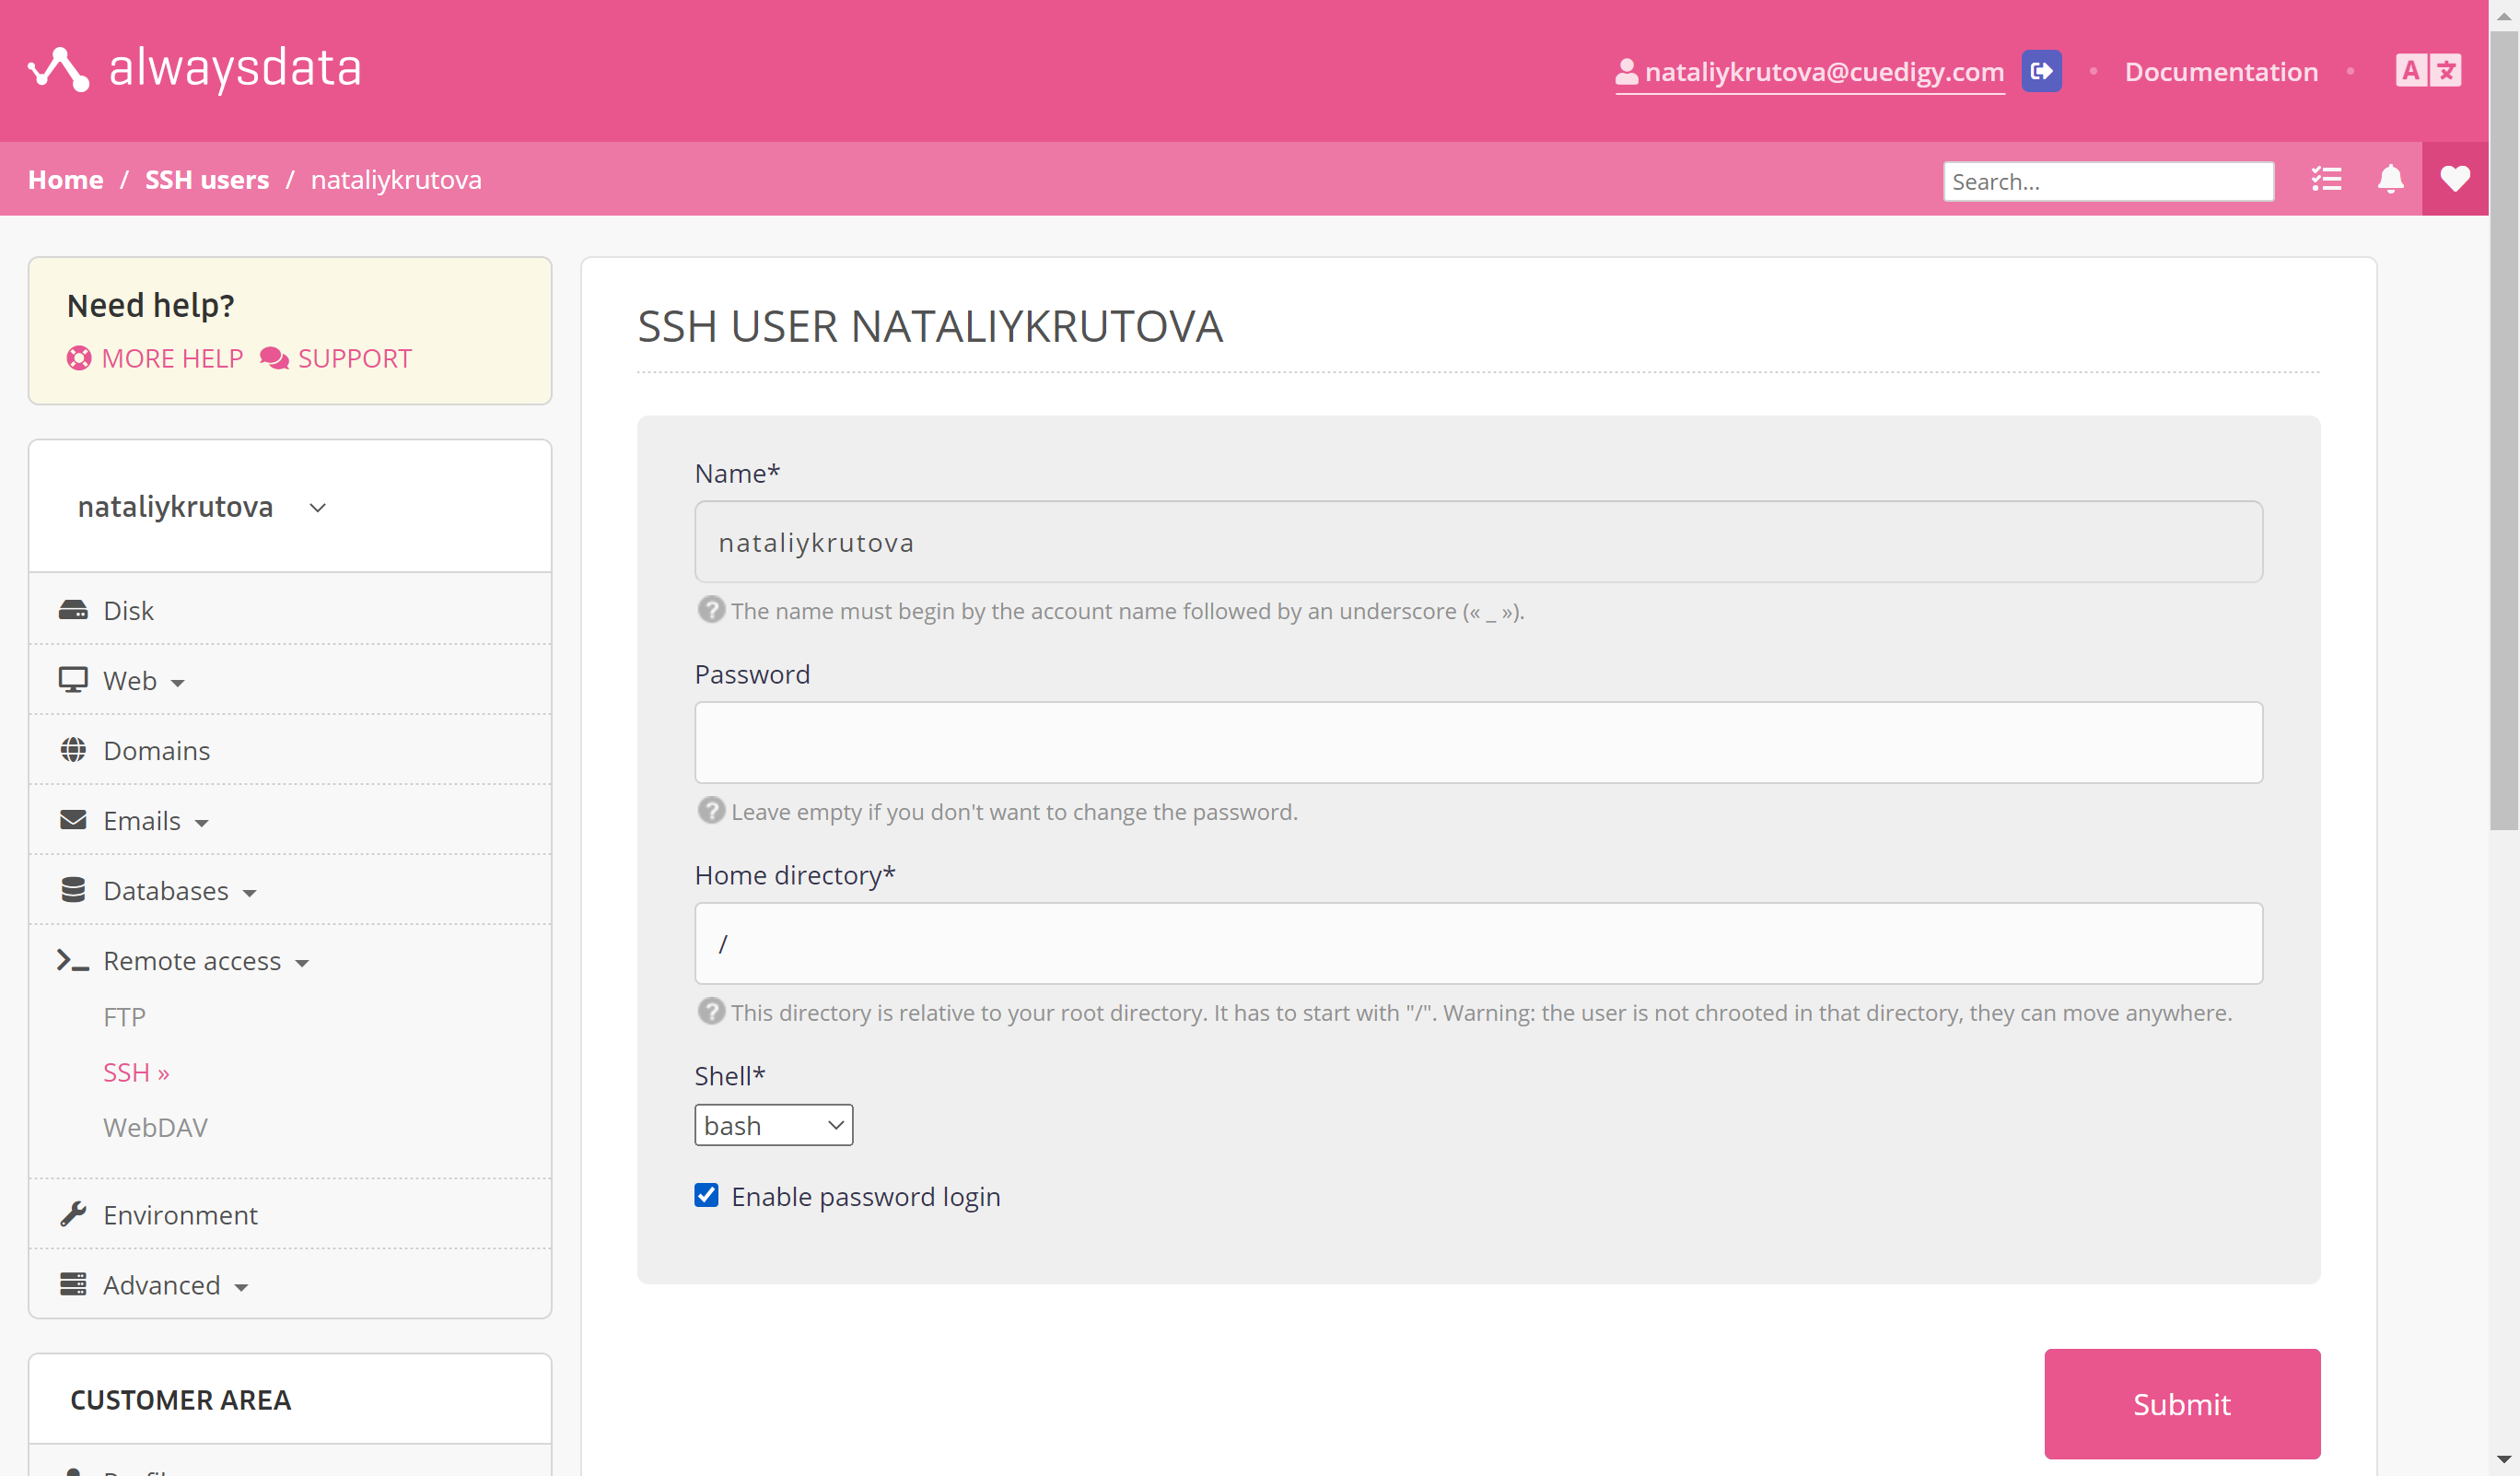 alwaysdata
nataliykrutova@cuedigy.com
Documentation
Home / SSH users / nataliykrutova
Search...
Need help?
MORE HELP SUPPORT
nataliykrutova
Disk
Web
Domains
Emails
Databases
Remote access
FTP
SSH »
WebDAV
Environment
Advanced
CUSTOMER AREA
SSH USER NATALIYKRUTOVA
Name*
nataliykrutova
The name must begin by the account name followed by an underscore (« _ »).
Password
Leave empty if you don't want to change the password.
Home directory*
/
This directory is relative to your root directory. It has to start with "/". Warning: the user is not chrooted in that directory, they can move anywhere.
Shell*
bash
Enable password login
Submit